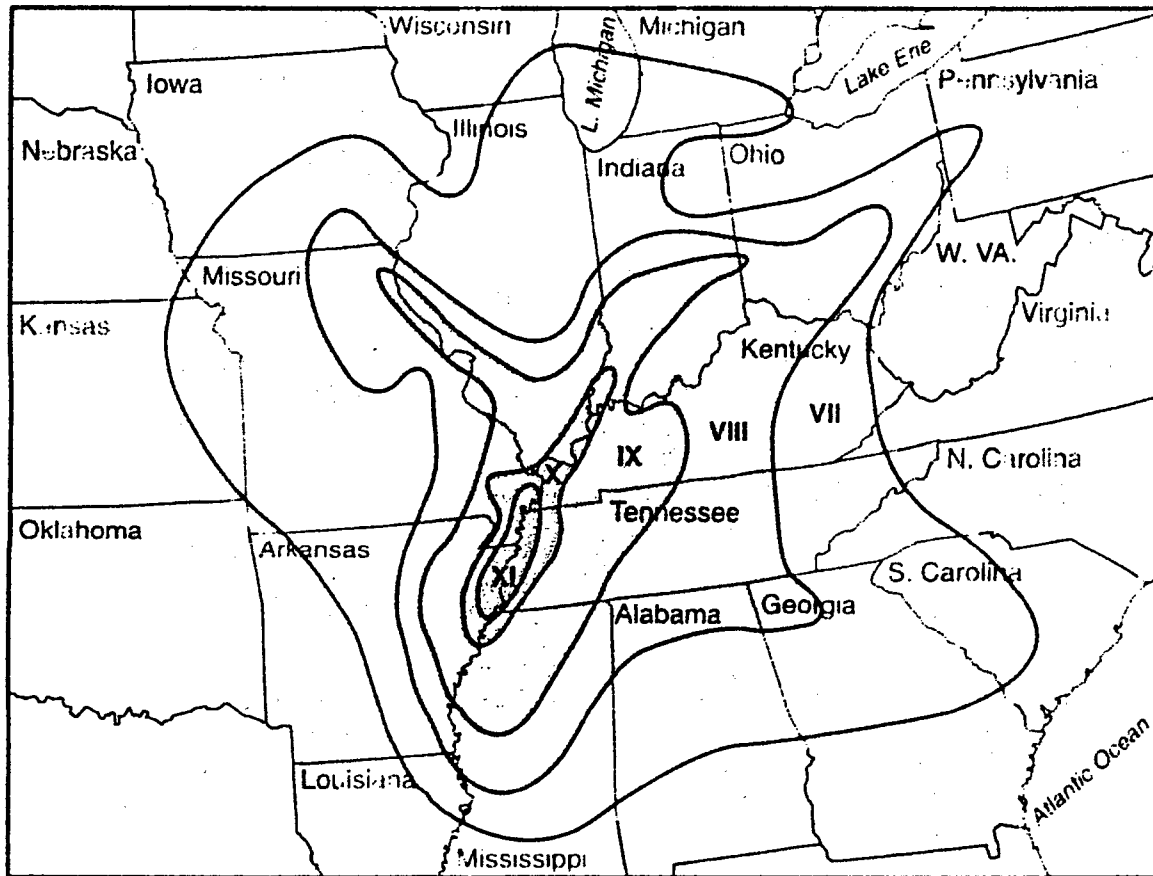 Wisconsin
Michigan
Lake Erie
Iowa
L. Michigan
Pennsylvania
Illinois
Nebraska
Indiana
Ohio
W. VA.
Missouri
Kansas
Virginia
Kentucky
VIII
VII
IX
X
N. Carolina
Tennessee
Oklahoma
Arkansas
XI
S. Carolina
Alabama
Georgia
Louisiana
Atlantic Ocean
Mississippi